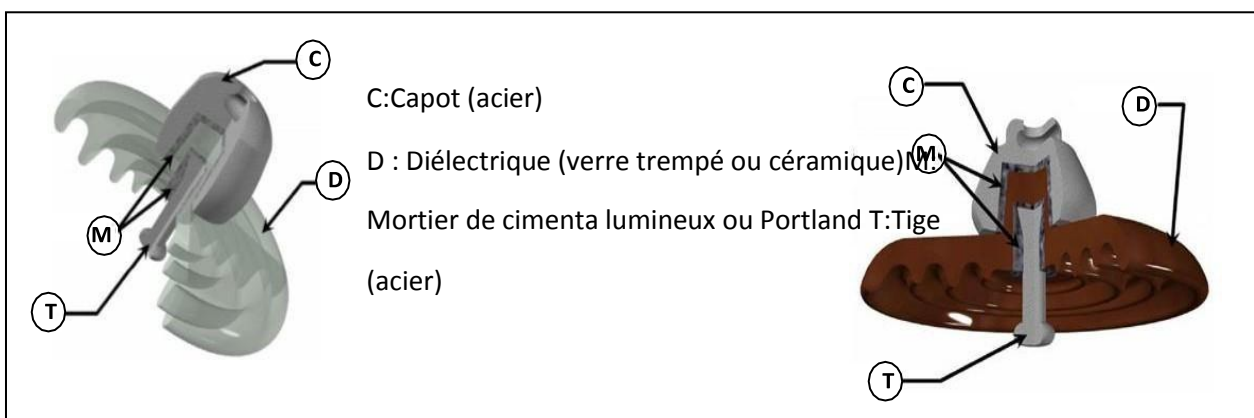 C
C:Capot (acier)
D : Diélectrique (verre trempé ou céramique)M:
Mortier de cimenta lumineux ou Portland T:Tige
(acier)
D
M
T
C
D
M
T